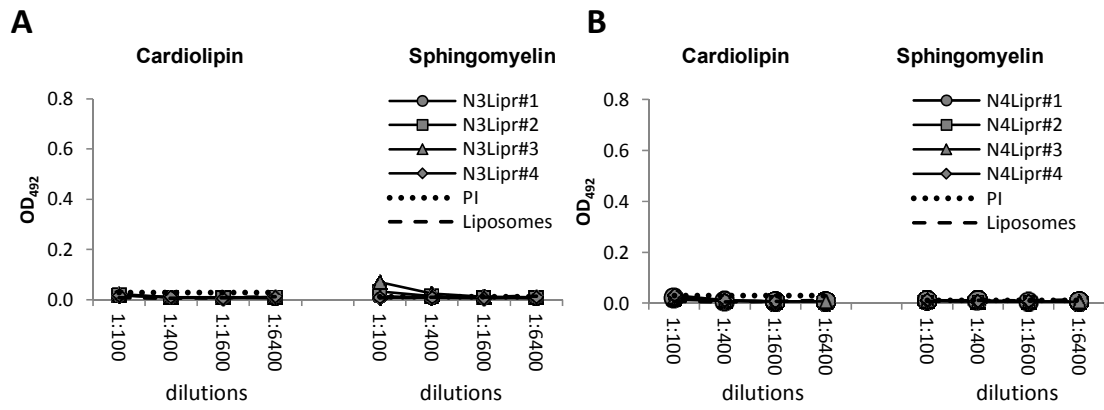 A
Cardiolipin
Sphingomyelin
0.8
0.6
0.4
0.2
0.0
OD492
N3Lipr#1
N3Lipr#2
N3Lipr#3
N3Lipr#4
PI
Liposomes
1:100
1:400
1:1600
1:6400
1:100
1:400
1:1600
1:6400
dilutions
dilutions
B
Cardiolipin
Sphingomyelin
0.8
0.6
0.4
0.2
0.0
OD492
N4Lipr#1
N4Lipr#2
N4Lipr#3
N4Lipr#4
PI
Liposomes
1:100
1:400
1:1600
1:6400
1:100
1:400
1:1600
1:6400
dilutions
dilutions